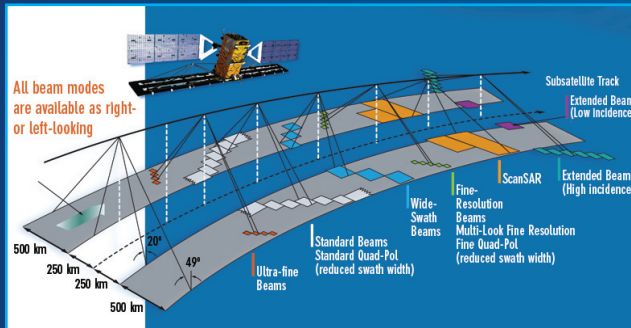 All beam modes
are available as right-
or left-looking
Subsatellite Track
Extended Beam
(Low Incidence)
Extended Beam
(High incidence)
ScanSAR
Fine-
Resolution
Beams
Multi-Look Fine Resolution
Fine Quad-Pol
(reduced swath width)
Wide-
Swath
Beams
Standard Beams
Standard Quad-Pol
(reduced swath width)
Ultra-fine
Beams
20°
49°
500 km
250 km
250 km
500 km